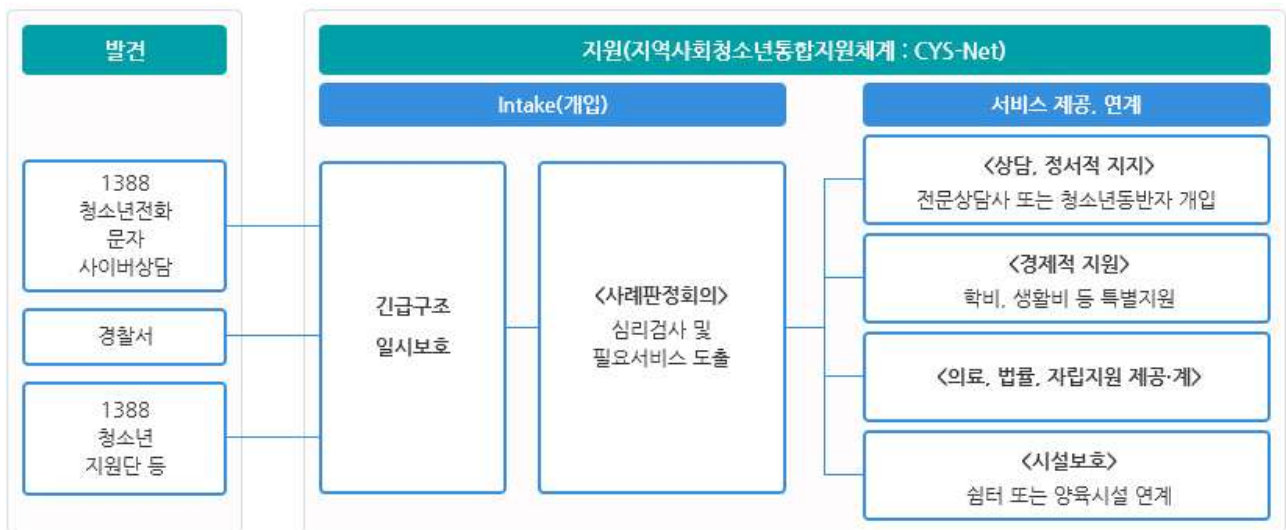 발견
1388
청소년전화
문자
사이버상담
경찰서
1388
청소년
지원단 등
지원(지역사회청소년통합지원체계 : CYS-Net)
Intake(개입)
긴급구조
일시보호
<사례판정회의>
심리검사 및
필요서비스 도출
서비스 제공, 연계
<상담, 정서적 지지>
전문상담사 또는 청소년동반자 개입
<경제적 지원>
학비, 생활비 등 특별지원
<의료, 법률, 자립지원 제공·계>
<시설보호>
쉼터 또는 양육시설 연계